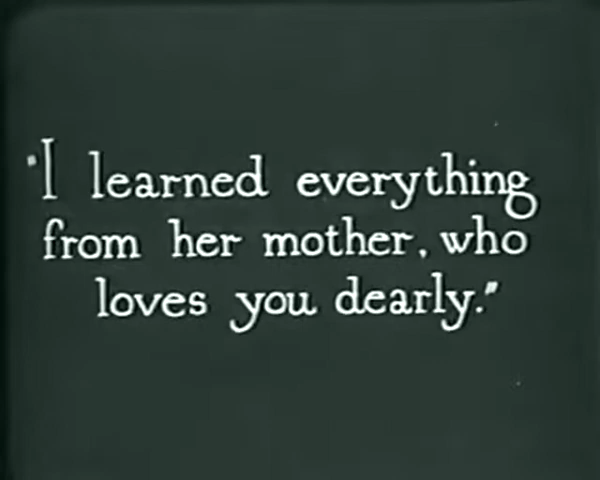 "I learned everything
from her mother, who
loves you dearly."